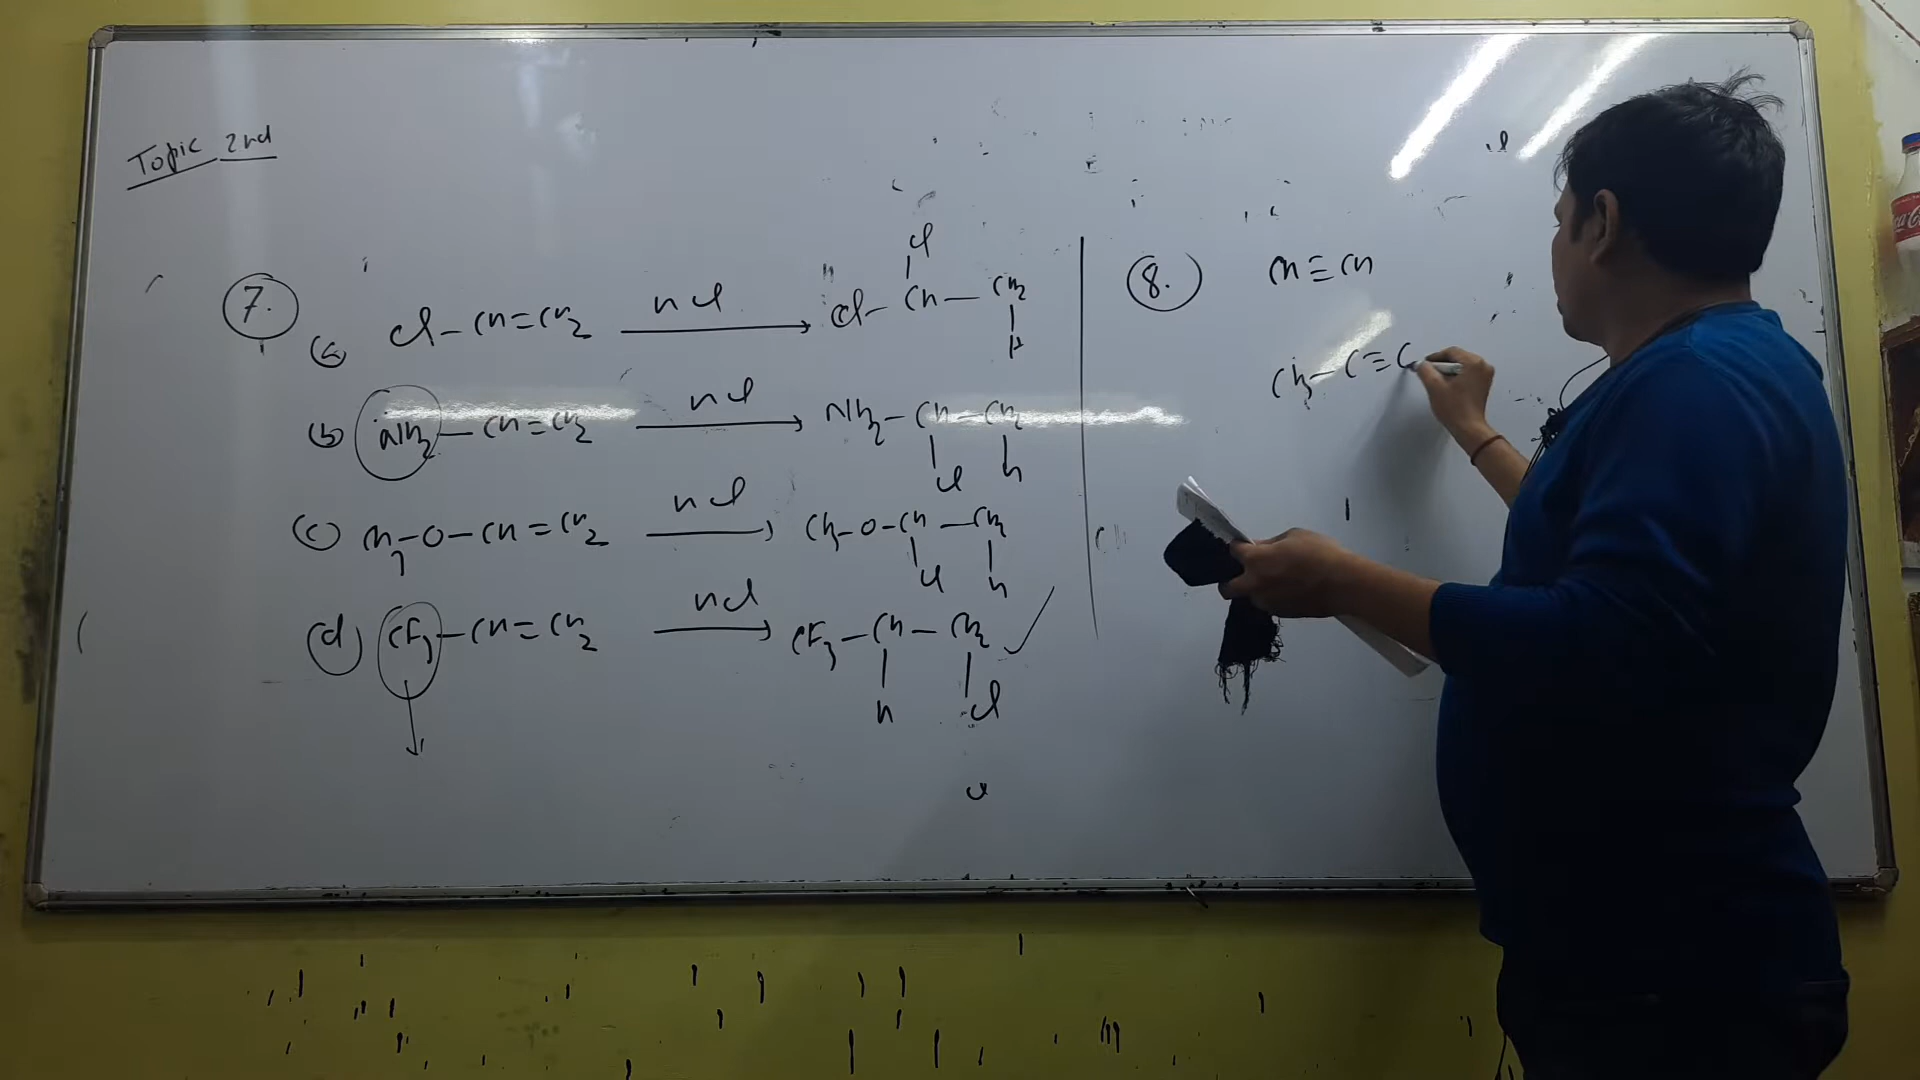 Topic 2nd
7.
(a) Cl-CH=CH2 HCl Cl-CH-CH2
Cl
H
(b) NH2-CH=CH2 HCl NH2-CH-CH2
Cl H
(c) CH3-O-CH=CH2 HCl CH3-O-CH-CH2
Cl H
(d) CF3-CH=CH2 HCl CF3-CH-CH2
H Cl
8. CH≡CH
CH3-C≡C